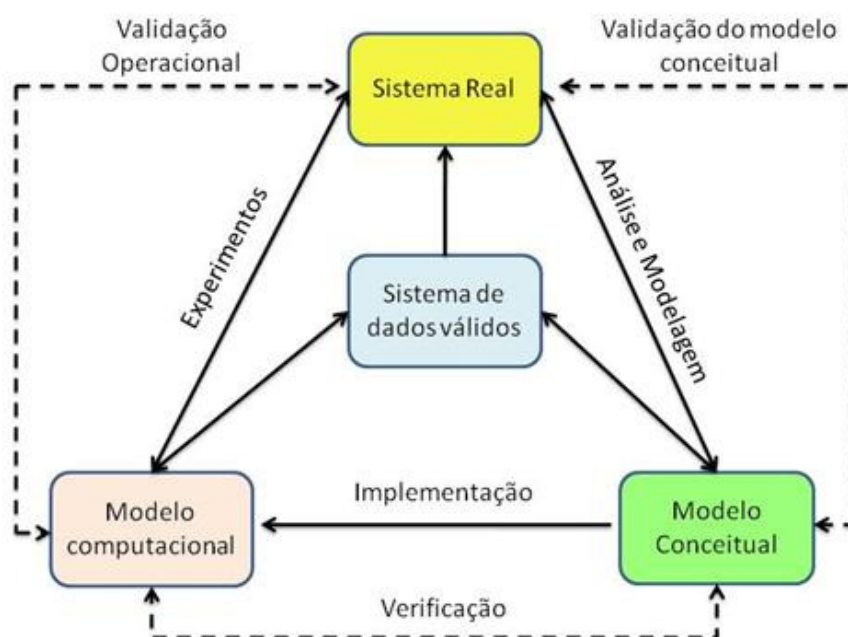 Validação
Operacional
Validação do modelo
conceitual
Sistema Real
Experimentos
Análise e Modelagem
Sistema de
dados válidos
Modelo
computacional
Implementação
Modelo
Conceitual
Verificação